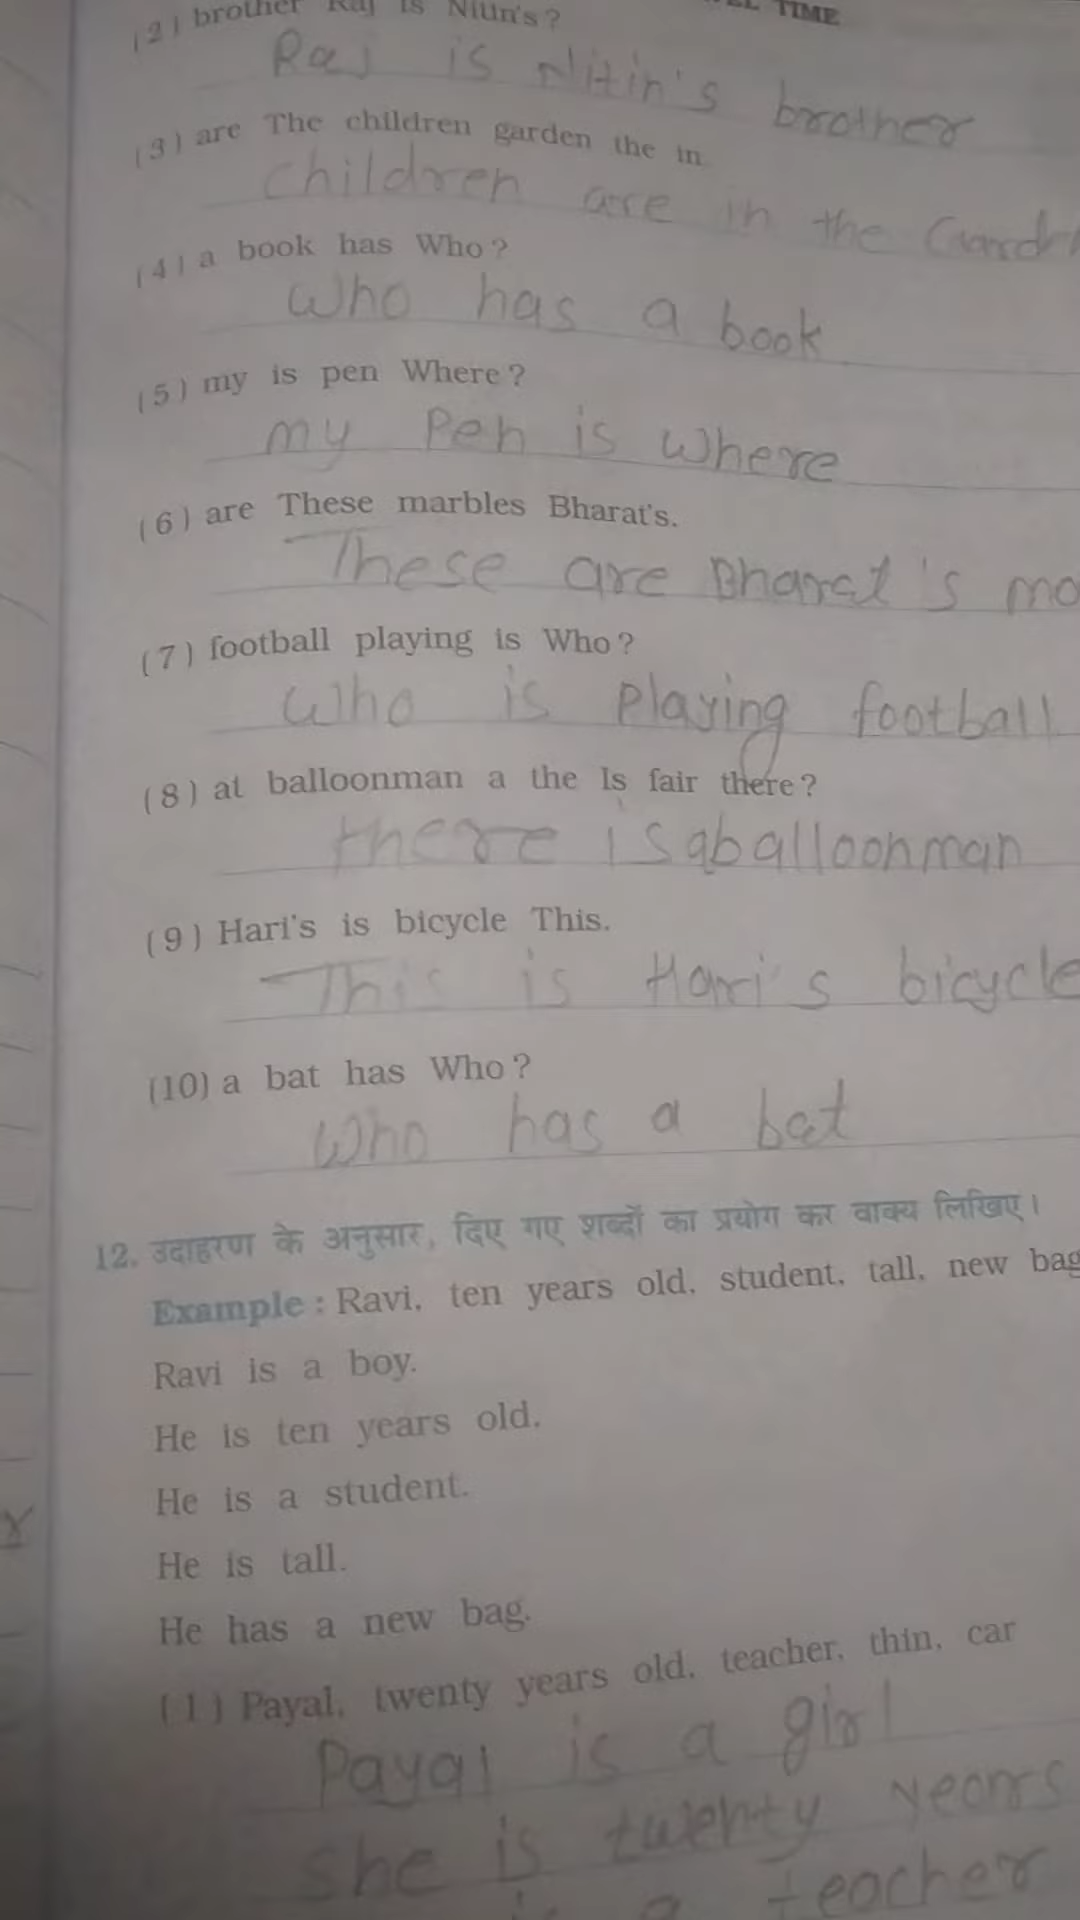 TIME
(2) brother Raj is Nitin's?
Raj is Nitin's brother
(3) are The children garden the in
children are in the
(4) a book has Who?
Who has a book
(5) my is pen Where?
my Pen is where
(6) are These marbles Bharat's.
These are Bharat's
(7) football playing is Who?
Who is playing football
(8) at balloonman a the Is fair there?
there is a balloonman
(9) Hari's is bicycle This.
This is Hari's bicycle
(10) a bat has Who?
Who has a bat
12. उदाहरण के अनुसार, दिए गए शब्दों का प्रयोग कर वाक्य लिखिए।
Example : Ravi, ten years old, student, tall, new bag
Ravi is a boy.
He is ten years old.
He is a student.
He is tall.
He has a new bag.
(1) Payal, twenty years old, teacher, thin, car
Payal is a girl
she is twenty years
a teacher